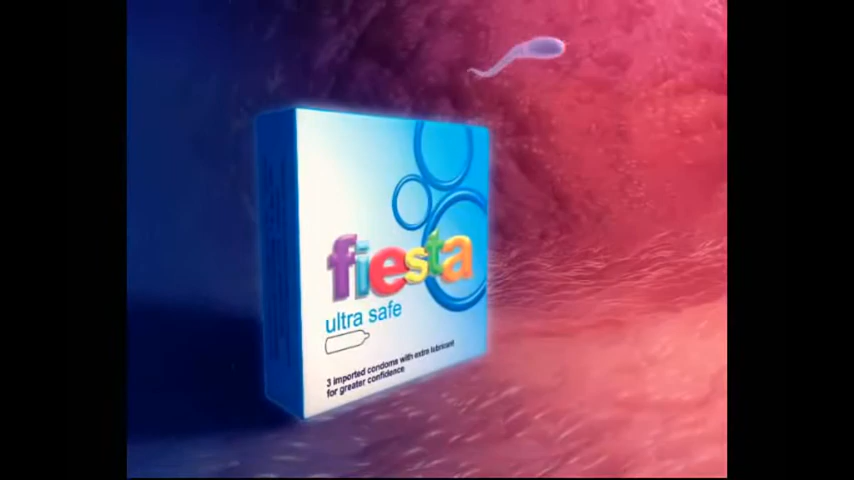 fiesta
ultra safe
3 imported condoms with extra lubricant
for greater confidence